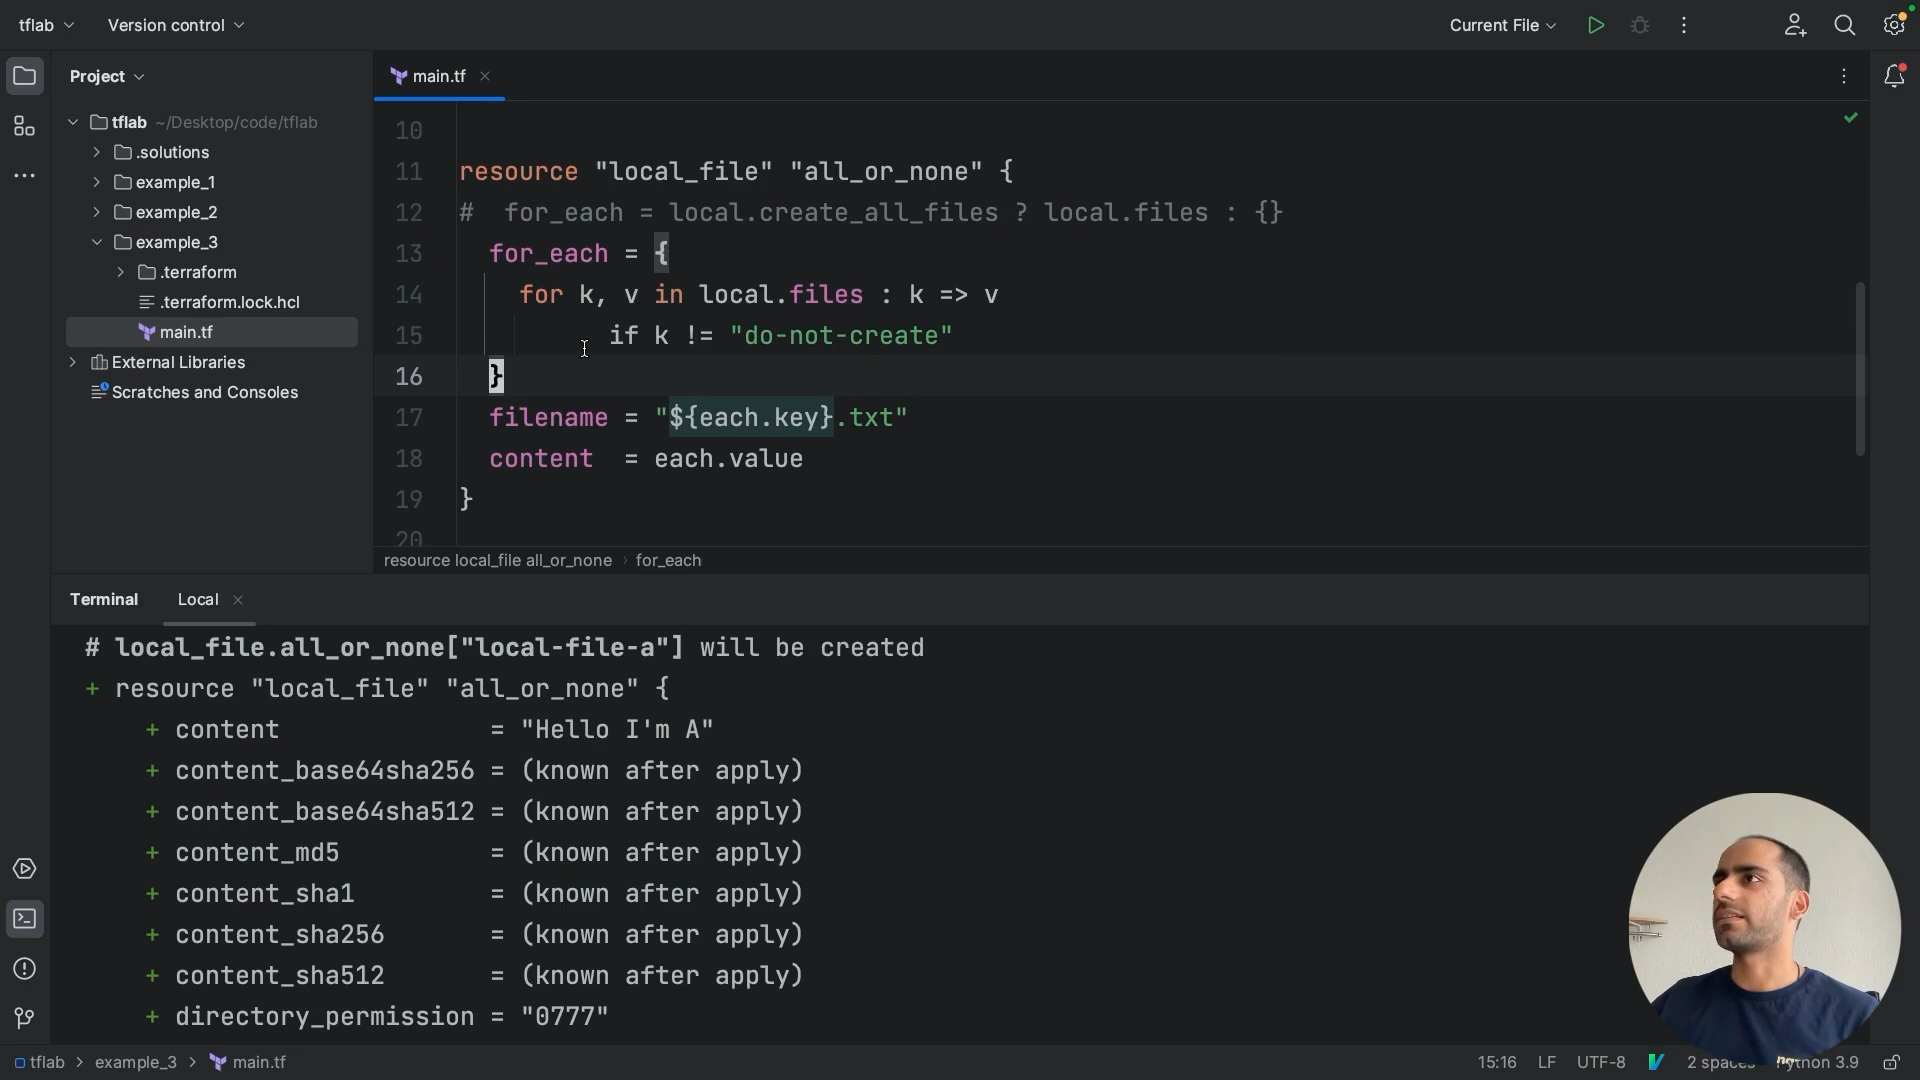 tflab
Version control
Current File
Project
main.tf
tflab ~/Desktop/code/tflab
.solutions
example_1
example_2
example_3
.terraform
.terraform.lock.hcl
main.tf
External Libraries
Scratches and Consoles
10
11 resource "local_file" "all_or_none" {
12 #  for_each = local.create_all_files ? local.files : {}
13   for_each = {
14     for k, v in local.files : k => v
15           if k != "do-not-create"
16   }
17   filename = "${each.key}.txt"
18   content  = each.value
19 }
20
resource local_file all_or_none › for_each
Terminal Local
# local_file.all_or_none["local-file-a"] will be created
+ resource "local_file" "all_or_none" {
+ content = "Hello I'm A"
+ content_base64sha256 = (known after apply)
+ content_base64sha512 = (known after apply)
+ content_md5 = (known after apply)
+ content_sha1 = (known after apply)
+ content_sha256 = (known after apply)
+ content_sha512 = (known after apply)
+ directory_permission = "0777"
tflab > example_3 > main.tf
15:16 LF UTF-8 2 3.9